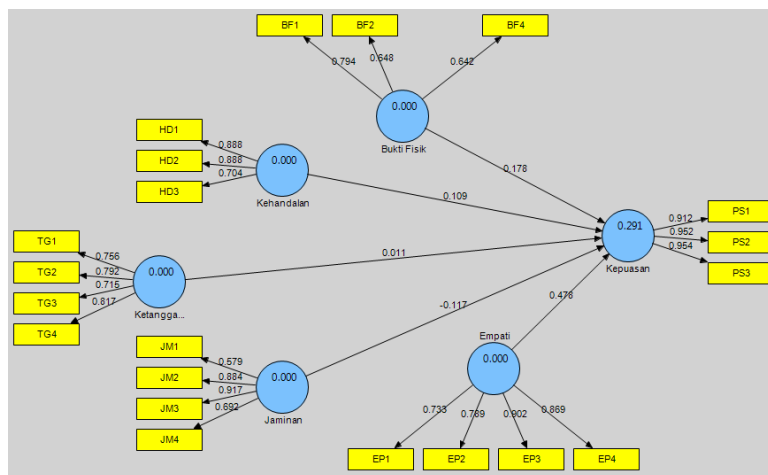 BF1
BF2
BF4
0.794
0.648
0.642
0.000
Bukti Fisik
HD1
HD2
HD3
0.888
0.888
0.704
0.000
Kehandalan
0.178
0.109
TG1
TG2
TG3
TG4
0.756
0.792
0.715
0.817
0.000
Ketangga...
0.011
0.291
Kepuasan
0.912
0.952
0.954
PS1
PS2
PS3
JM1
JM2
JM3
JM4
0.579
0.884
0.917
0.692
0.000
Jaminan
-0.117
0.478
Empati
0.000
0.733
0.789
0.902
0.869
EP1
EP2
EP3
EP4